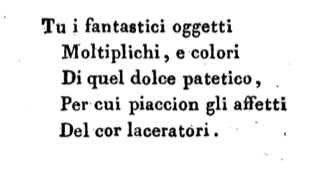 Tu i fantastici oggetti
Moltiplichi, e colori
Di quel dolce patetico,
Per cui piaccion gli affetti
Del cor laceratori.